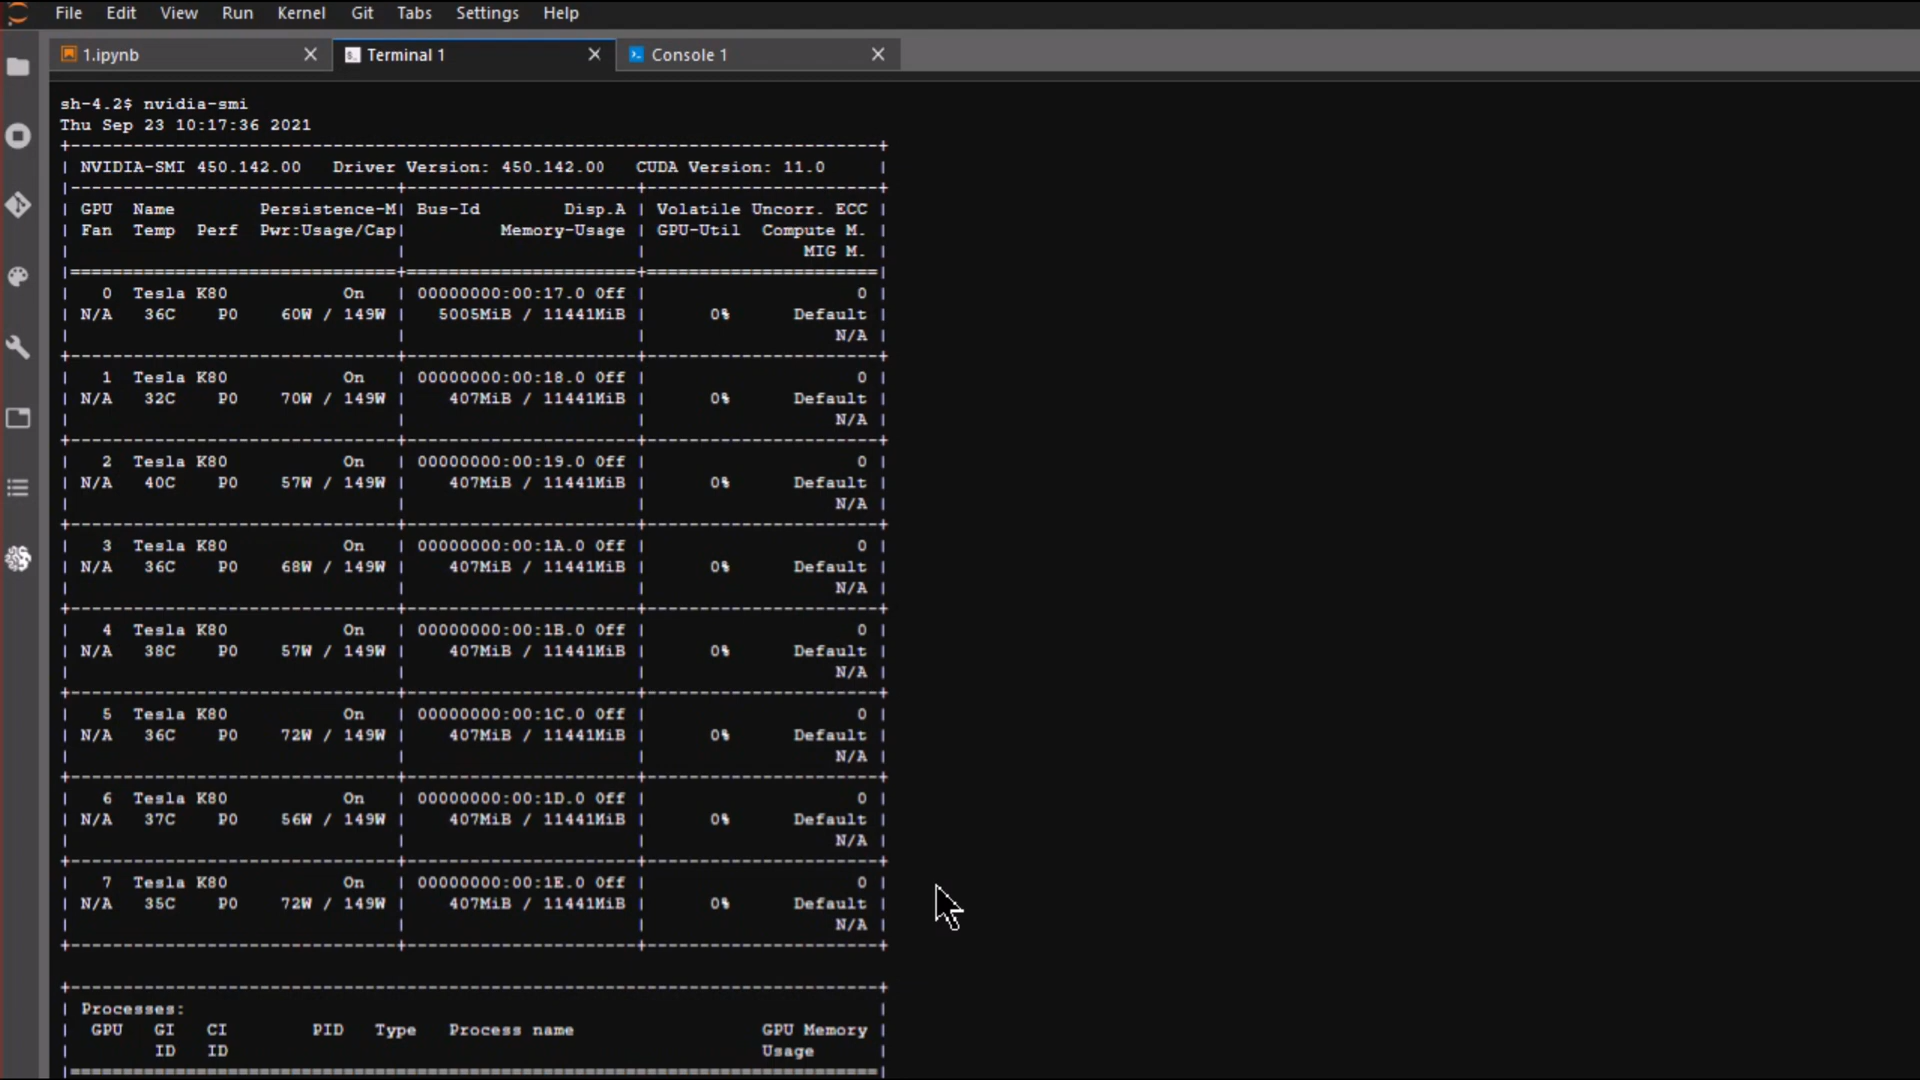 File Edit View Run Kernel Git Tabs Settings Help
1.ipynb Terminal 1 Console 1
sh-4.2$ nvidia-smi
Thu Sep 23 10:17:36 2021
NVIDIA-SMI 450.142.00 Driver Version: 450.142.00 CUDA Version: 11.0
GPU Name Persistence-M| Bus-Id Disp.A | Volatile Uncorr. ECC |
Fan Temp Perf Pwr:Usage/Cap| Memory-Usage | GPU-Util Compute M. |
MIG M. |
| 0 Tesla K80 On | 00000000:00:17.0 Off | 0 |
| N/A 36C P0 60W / 149W | 5005MiB / 11441MiB | 0% Default |
N/A |
| 1 Tesla K80 On | 00000000:00:18.0 Off | 0 |
| N/A 32C P0 70W / 149W | 407MiB / 11441MiB | 0% Default |
N/A |
| 2 Tesla K80 On | 00000000:00:19.0 Off | 0 |
| N/A 40C P0 57W / 149W | 407MiB / 11441MiB | 0% Default |
N/A |
| 3 Tesla K80 On | 00000000:00:1A.0 Off | 0 |
| N/A 36C P0 68W / 149W | 407MiB / 11441MiB | 0% Default |
N/A |
| 4 Tesla K80 On | 00000000:00:1B.0 Off | 0 |
| N/A 38C P0 57W / 149W | 407MiB / 11441MiB | 0% Default |
N/A |
| 5 Tesla K80 On | 00000000:00:1C.0 Off | 0 |
| N/A 36C P0 72W / 149W | 407MiB / 11441MiB | 0% Default |
N/A |
| 6 Tesla K80 On | 00000000:00:1D.0 Off | 0 |
| N/A 37C P0 56W / 149W | 407MiB / 11441MiB | 0% Default |
N/A |
| 7 Tesla K80 On | 00000000:00:1E.0 Off | 0 |
| N/A 35C P0 72W / 149W | 407MiB / 11441MiB | 0% Default |
N/A |
| Processes: |
| GPU GI CI PID Type Process name GPU Memory |
| ID ID Usage |